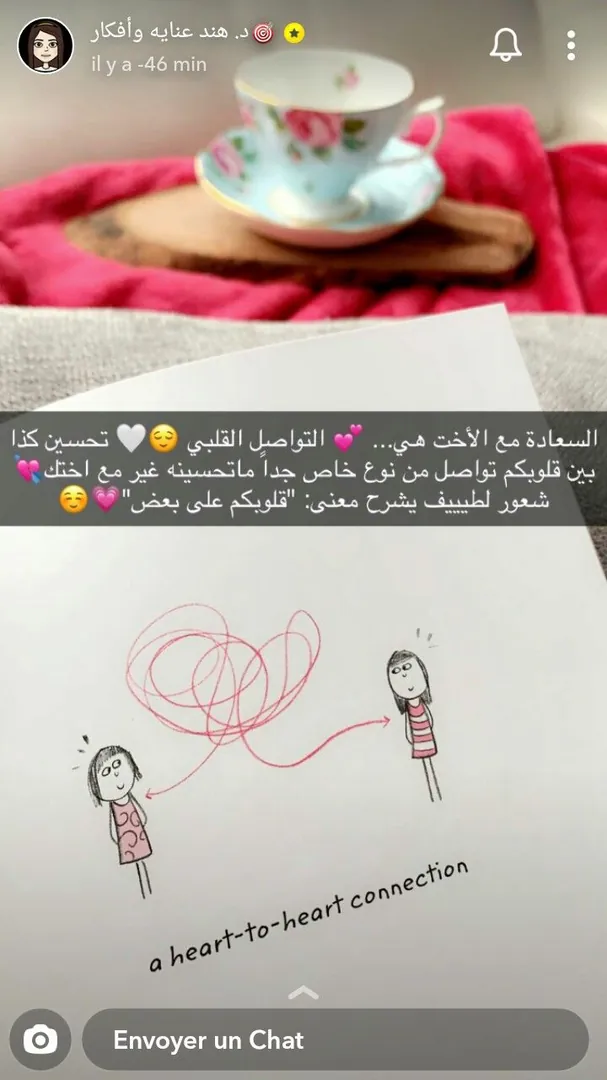 د. هند عنايه وأفكار
il y a -46 min
السعادة مع الأخت هي... 💕 التواصل القلبي 😌🤍 تحسين كذا
بين قلوبكم تواصل من نوع خاص جداً ماتحسينه غير مع اختك💘
شعور لطيييف يشرح معنى: "قلوبكم على بعض"💗☺️
a heart-to-heart connection
Envoyer un Chat